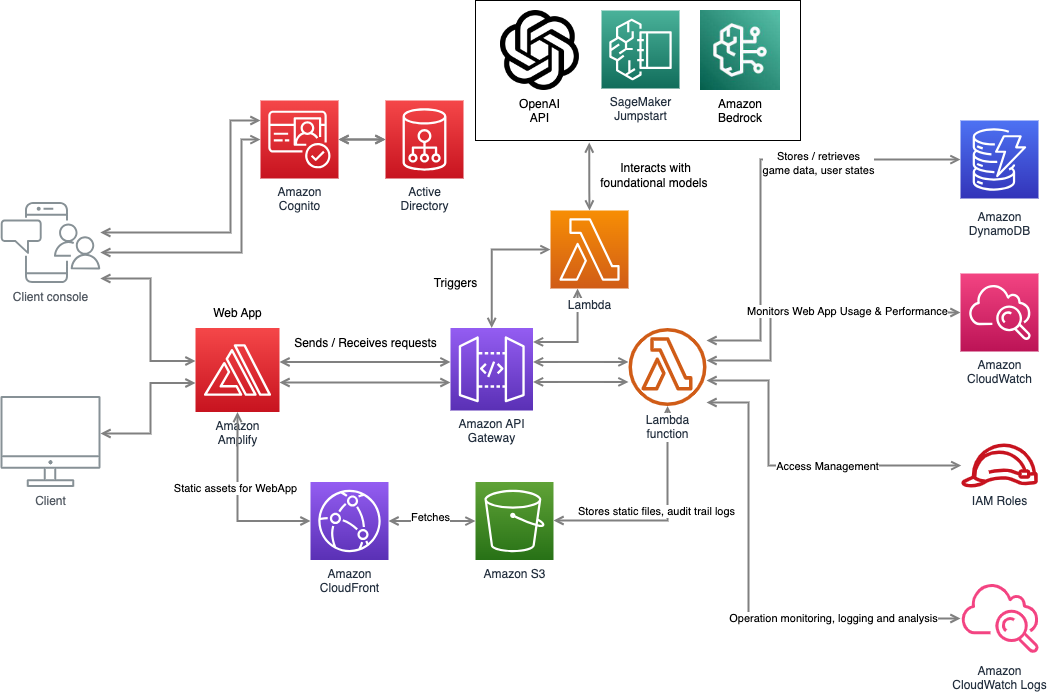 OpenAI
API
SageMaker
Jumpstart
Amazon
Bedrock
Interacts with
foundational models
Stores / retrieves
game data, user states
Amazon
Cognito
Active
Directory
Amazon
DynamoDB
Client console
Triggers
Lambda
Web App
Monitors Web App Usage & Performance
Sends / Receives requests
</>
Amazon
CloudWatch
Amazon
Amplify
Amazon API
Gateway
Lambda
function
Access Management
Client
Static assets for WebApp
IAM Roles
Fetches
Stores static files, audit trail logs
Amazon
CloudFront
Amazon S3
Operation monitoring, logging and analysis
Amazon
CloudWatch Logs